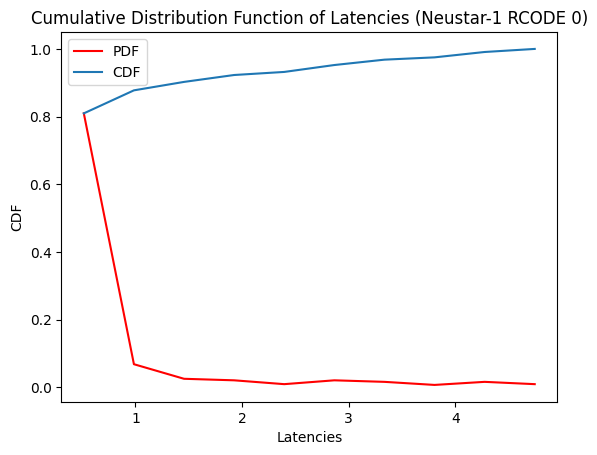 Cumulative Distribution Function of Latencies (Neustar-1 RCODE 0)
PDF
CDF
1.0
0.8
0.6
0.4
0.2
0.0
CDF
1 2 3 4
Latencies